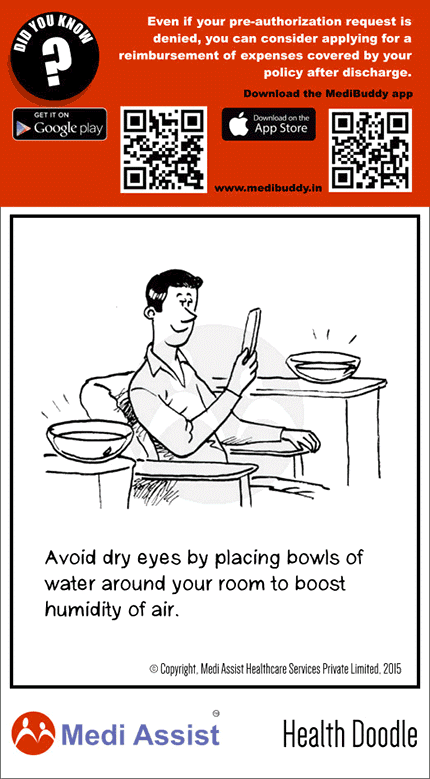 DID YOU KNOW
?
Even if your pre-authorization request is
denied, you can consider applying for a
reimbursement of expenses covered by your
policy after discharge.
Download the MediBuddy app
GET IT ON
Google play
Download on the
App Store
www.medibuddy.in
Avoid dry eyes by placing bowls of
water around your room to boost
humidity of air.
© Copyright, Medi Assist Healthcare Services Private Limited, 2015
Medi Assist
Health Doodle